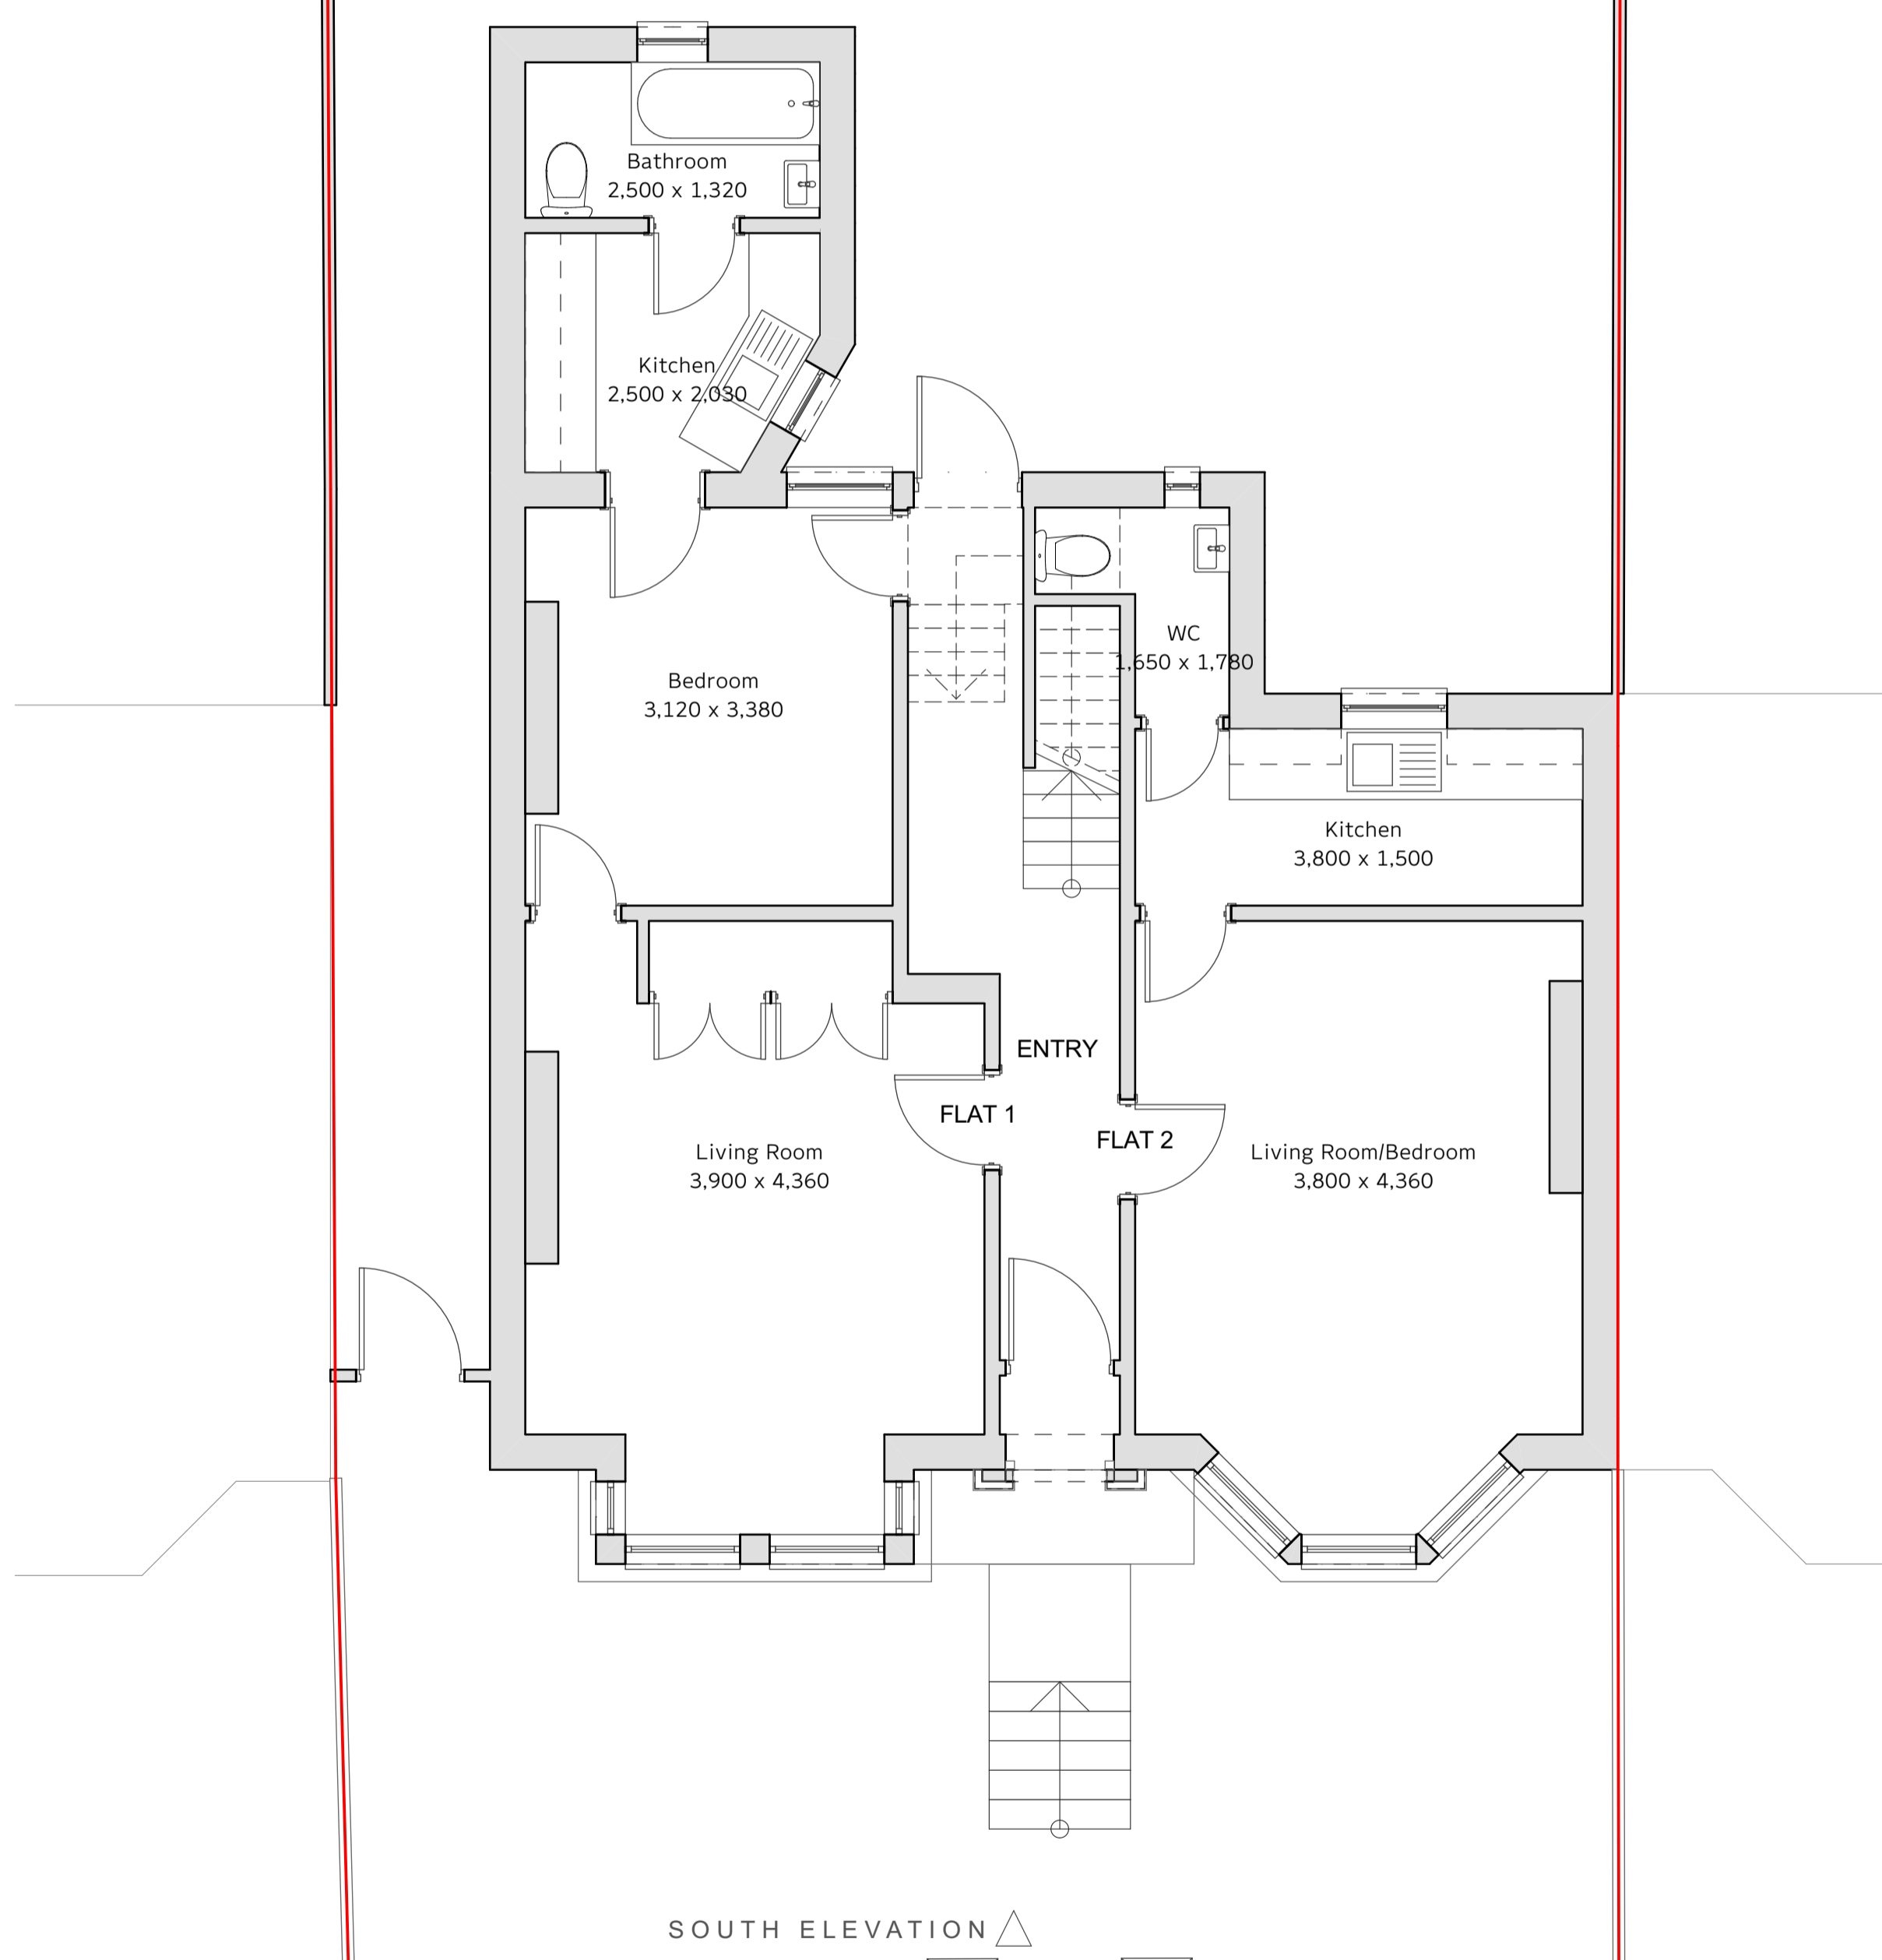 Bathroom
2,500 x 1,320
Kitchen
2,500 x 2,030
WC
1,650 x 1,780
Bedroom
3,120 x 3,380
Kitchen
3,800 x 1,500
ENTRY
FLAT 1
FLAT 2
Living Room
3,900 x 4,360
Living Room/Bedroom
3,800 x 4,360
SOUTH ELEVATION